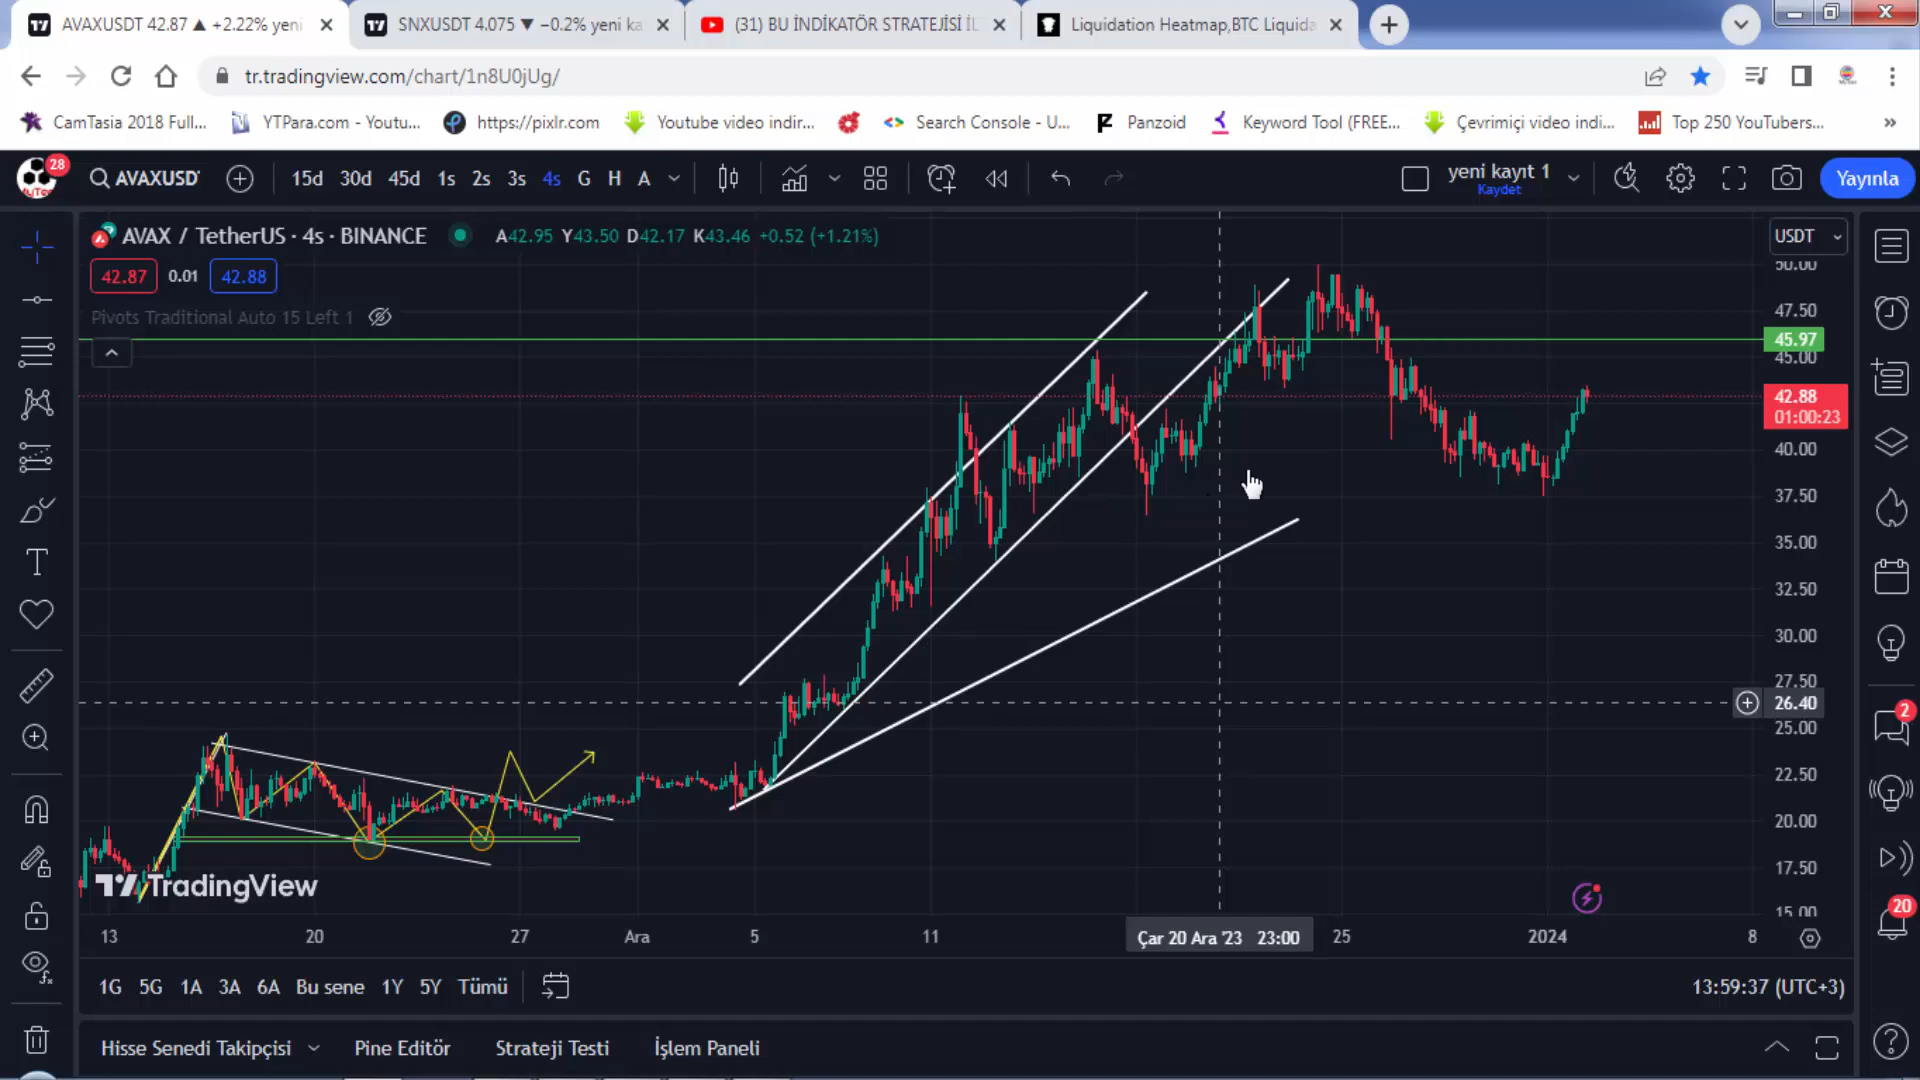 AVAXUSDT 42.87 ▲ +2.22% yeni
SNXUSDT 4.075 ▼ −0.2% yeni ka
(31) BU İNDİKATÖR STRATEJİSİ İL
Liquidation Heatmap,BTC Liquida
tr.tradingview.com/chart/1n8U0jUg/
CamTasia 2018 Full...
YTPara.com - Youtu...
https://pixlr.com
Youtube video indir...
Search Console - U...
Panzoid
Keyword Tool (FREE...
Çevrimiçi video indi...
Top 250 YouTubers...
»
28
AVAXUSD
15d 30d 45d 1s 2s 3s 4s G H A
yeni kayıt 1
Kaydet
Yayınla
AVAX / TetherUS · 4s · BINANCE
A42.95 Y43.50 D42.17 K43.46 +0.52 (+1.21%)
USDT
42.87 0.01 42.88
Pivots Traditional Auto 15 Left 1
50.00
47.50
45.97
45.00
42.88
01:00:23
40.00
37.50
35.00
32.50
30.00
27.50
26.40
25.00
22.50
20.00
17.50
15.00
2
20
TradingView
13 20 27 Ara 5 11 Çar 20 Ara '23 23:00 25 2024 8
1G 5G 1A 3A 6A Bu sene 1Y 5Y Tümü
13:59:37 (UTC+3)
Hisse Senedi Takipçisi Pine Editör Strateji Testi İşlem Paneli